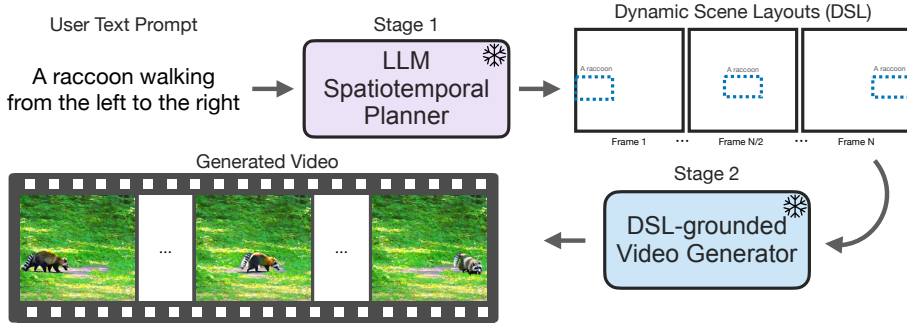 User Text Prompt
A raccoon walking
from the left to the right
Stage 1
LLM
Spatiotemporal
Planner
Dynamic Scene Layouts (DSL)
A raccoon
A raccoon
A raccoon
Frame 1
...
Frame N/2
...
Frame N
Stage 2
DSL-grounded
Video Generator
Generated Video
...
...